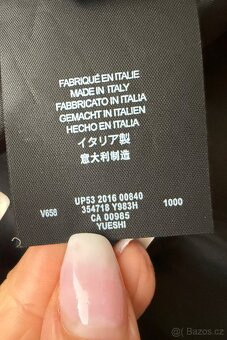 FABRIQUÉ EN ITALIE
MADE IN ITALY
FABBRICATO IN ITALIA
GEMACHT IN ITALIEN
HECHO EN ITALIA
イタリア製
意大利制造
UP53 2016 00840
V658 354718 Y983H 1000
CA 00985
YUESHI
Bazos.cz